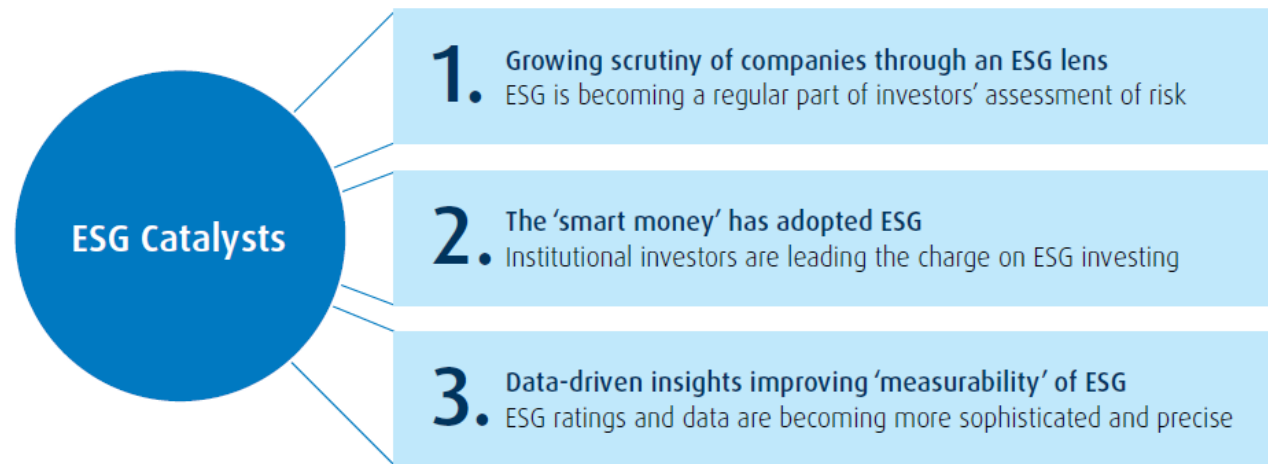 ESG Catalysts
1. Growing scrutiny of companies through an ESG lens
ESG is becoming a regular part of investors’ assessment of risk
2. The ‘smart money’ has adopted ESG
Institutional investors are leading the charge on ESG investing
3. Data-driven insights improving ‘measurability’ of ESG
ESG ratings and data are becoming more sophisticated and precise